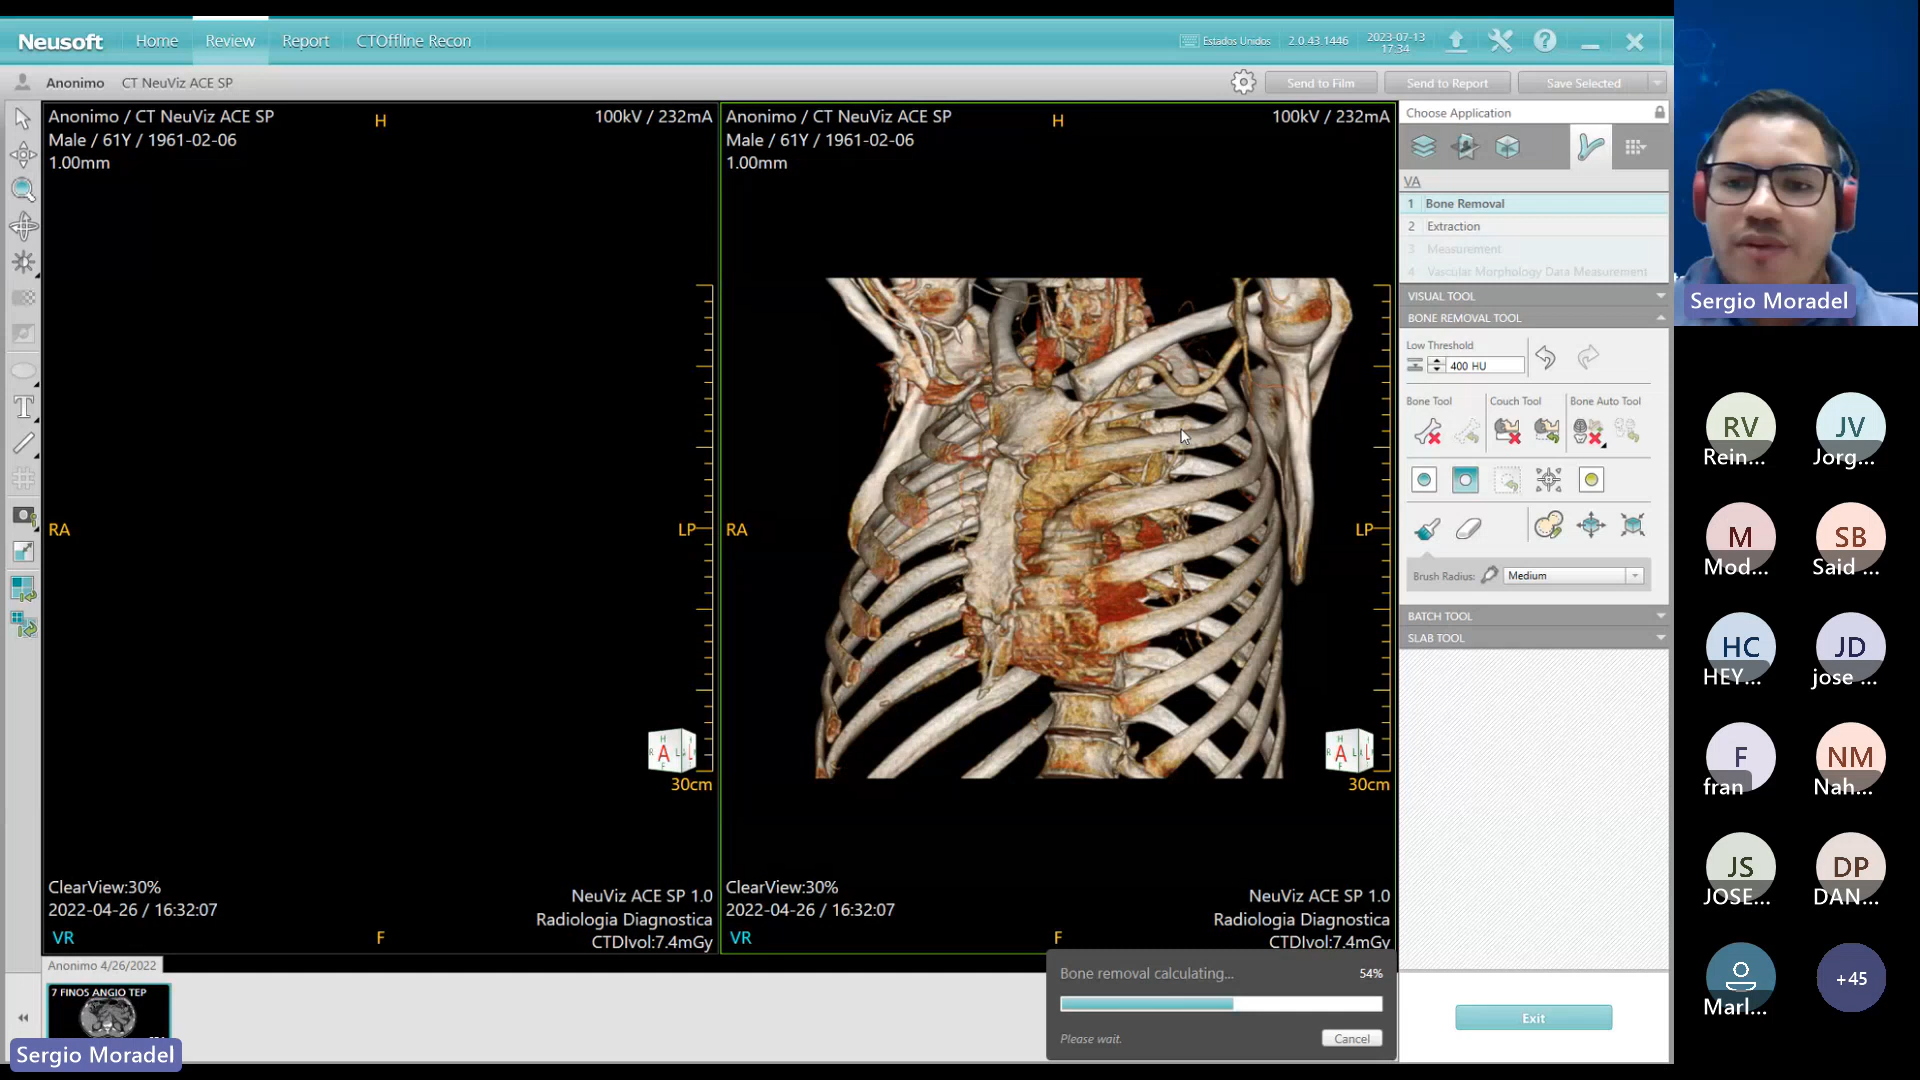 Neusoft
Home
Review
Report
CTOffline Recon
Estados Unidos
2.0.43.1446
2023-07-13
17:34
Anonimo
CT NeuViz ACE SP
Send to Film
Send to Report
Save Selected
Anonimo / CT NeuViz ACE SP
Male / 61Y / 1961-02-06
1.00mm
H
100kV / 232mA
RA
LP
30cm
ClearView:30%
2022-04-26 / 16:32:07
VR
F
NeuViz ACE SP 1.0
Radiologia Diagnostica
CTDIvol:7.4mGy
Anonimo / CT NeuViz ACE SP
Male / 61Y / 1961-02-06
1.00mm
H
100kV / 232mA
RA
LP
30cm
ClearView:30%
2022-04-26 / 16:32:07
VR
F
NeuViz ACE SP 1.0
Radiologia Diagnostica
CTDIvol:7.4mGy
Choose Application
VA
1 Bone Removal
2 Extraction
3 Measurement
4 Vascular Morphology Data Measurement
VISUAL TOOL
BONE REMOVAL TOOL
Low Threshold
400 HU
Bone Tool
Couch Tool
Bone Auto Tool
Brush Radius:
Medium
BATCH TOOL
SLAB TOOL
Exit
Anonimo 4/26/2022
7 FINOS ANGIO TEP
Bone removal calculating...
54%
Please wait.
Cancel
Sergio Moradel
Sergio Moradel
RV
Rein...
JV
Jorg...
M
Mod...
SB
Said ...
HC
HEY...
JD
jose ...
F
fran
NM
Nah...
JS
JOSE...
DP
DAN...
Marl...
+45